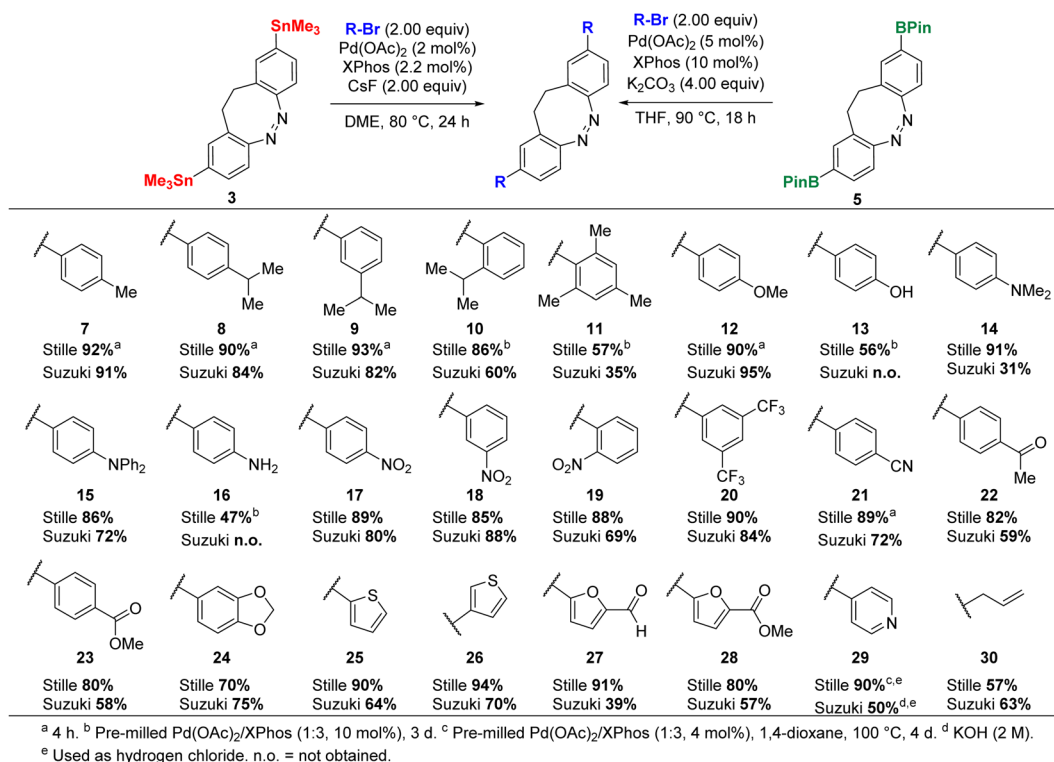 SnMe3
R-Br (2.00 equiv)
Pd(OAc)2 (2 mol%)
XPhos (2.2 mol%)
CsF (2.00 equiv)
DME, 80 °C, 24 h
N
N
Me3Sn
3
R
N
N
R
R-Br (2.00 equiv)
Pd(OAc)2 (5 mol%)
XPhos (10 mol%)
K2CO3 (4.00 equiv)
THF, 90 °C, 18 h
BPin
N
N
PinB
5
Me
7
Stille 92%a
Suzuki 91%
Me
Me
8
Stille 90%a
Suzuki 84%
Me
Me
9
Stille 93%a
Suzuki 82%
Me
Me
10
Stille 86%b
Suzuki 60%
Me
Me
Me
11
Stille 57%b
Suzuki 35%
OMe
12
Stille 90%a
Suzuki 95%
OH
13
Stille 56%b
Suzuki n.o.
NMe2
14
Stille 91%
Suzuki 31%
NPh2
15
Stille 86%
Suzuki 72%
NH2
16
Stille 47%b
Suzuki n.o.
NO2
17
Stille 89%
Suzuki 80%
NO2
18
Stille 85%
Suzuki 88%
NO2
19
Stille 88%
Suzuki 69%
CF3
CF3
20
Stille 90%
Suzuki 84%
CN
21
Stille 89%a
Suzuki 72%
O
Me
22
Stille 82%
Suzuki 59%
O
OMe
23
Stille 80%
Suzuki 58%
O
O
24
Stille 70%
Suzuki 75%
S
25
Stille 90%
Suzuki 64%
S
26
Stille 94%
Suzuki 70%
O
O
H
27
Stille 91%
Suzuki 39%
O
O
OMe
28
Stille 80%
Suzuki 57%
N
29
Stille 90%c,e
Suzuki 50%d,e
30
Stille 57%
Suzuki 63%
a 4 h. b Pre-milled Pd(OAc)2/XPhos (1:3, 10 mol%), 3 d. c Pre-milled Pd(OAc)2/XPhos (1:3, 4 mol%), 1,4-dioxane, 100 °C, 4 d. d KOH (2 M).
e Used as hydrogen chloride. n.o. = not obtained.